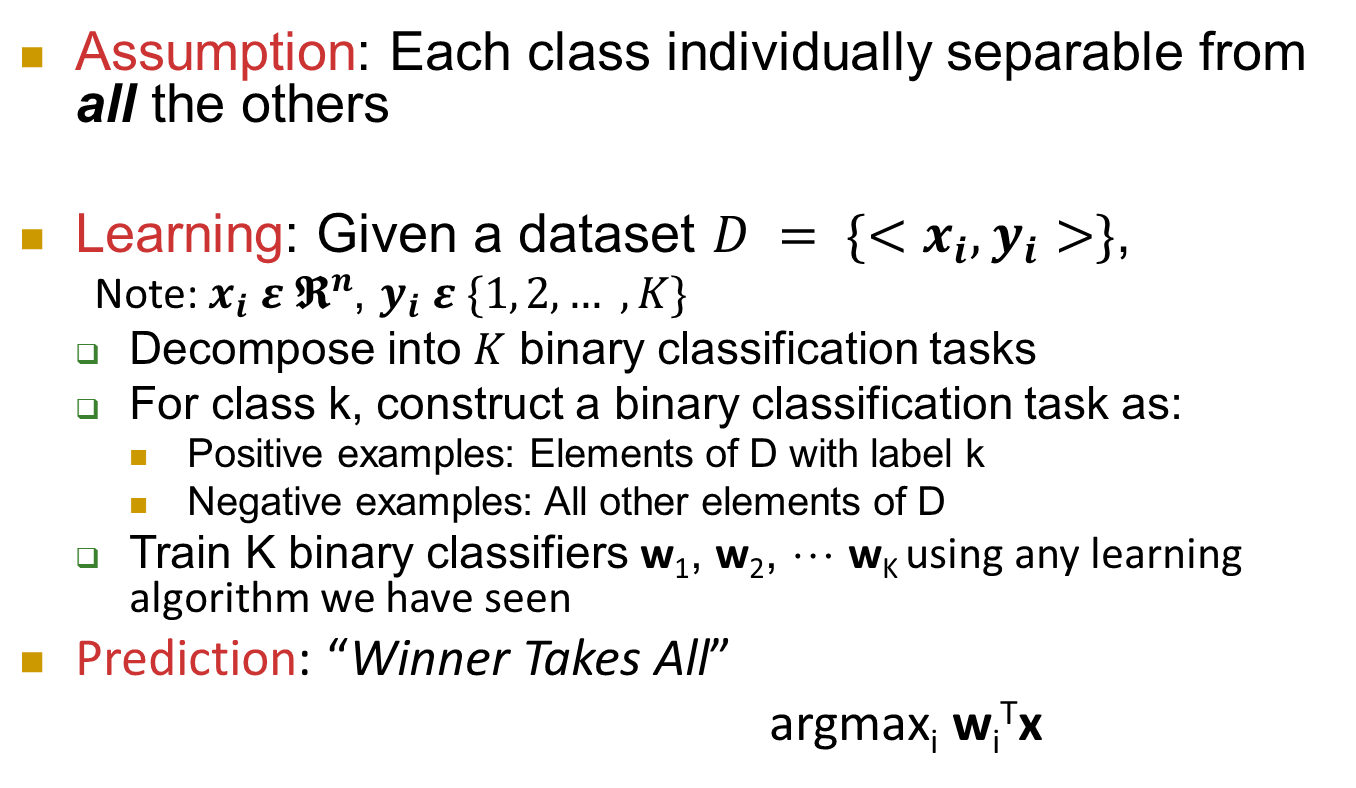 Assumption: Each class individually separable from
all the others
Learning: Given a dataset D = {< xᵢ, yᵢ >},
Note: xᵢ ε ℜⁿ, yᵢ ε {1, 2, … , K}
Decompose into K binary classification tasks
For class k, construct a binary classification task as:
Positive examples: Elements of D with label k
Negative examples: All other elements of D
Train K binary classifiers w₁, w₂, ⋯ w_K using any learning
algorithm we have seen
Prediction: “Winner Takes All”
argmaxᵢ wᵢᵀx